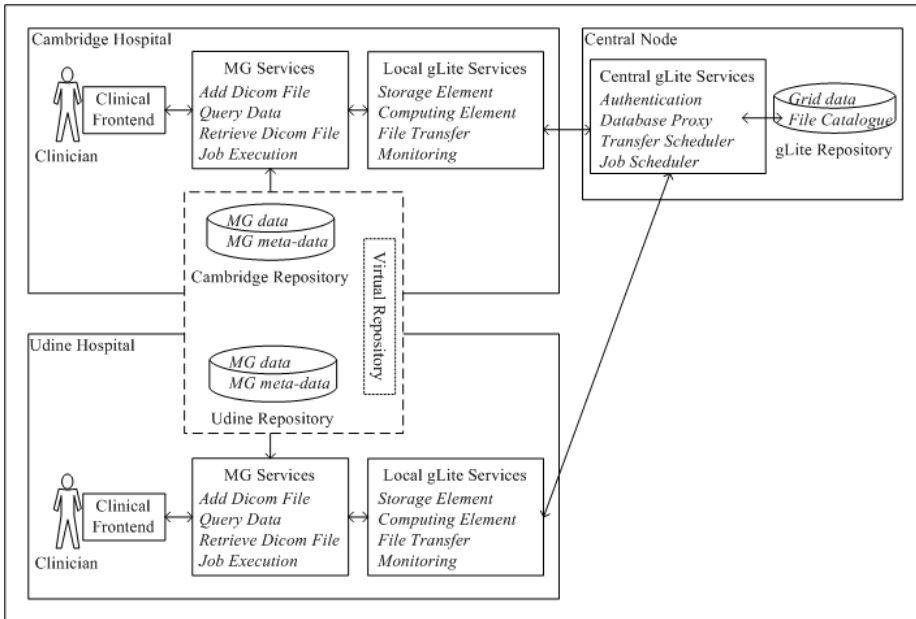 Cambridge Hospital
Clinical
Frontend
Clinician
MG Services
Add Dicom File
Query Data
Retrieve Dicom File
Job Execution
Local gLite Services
Storage Element
Computing Element
File Transfer
Monitoring
Central Node
Central gLite Services
Authentication
Database Proxy
Transfer Scheduler
Job Scheduler
Grid data
File Catalogue
gLite Repository
MG data
MG meta-data
Cambridge Repository
Virtual Repository
Udine Hospital
MG data
MG meta-data
Udine Repository
Clinical
Frontend
Clinician
MG Services
Add Dicom File
Query Data
Retrieve Dicom File
Job Execution
Local gLite Services
Storage Element
Computing Element
File Transfer
Monitoring